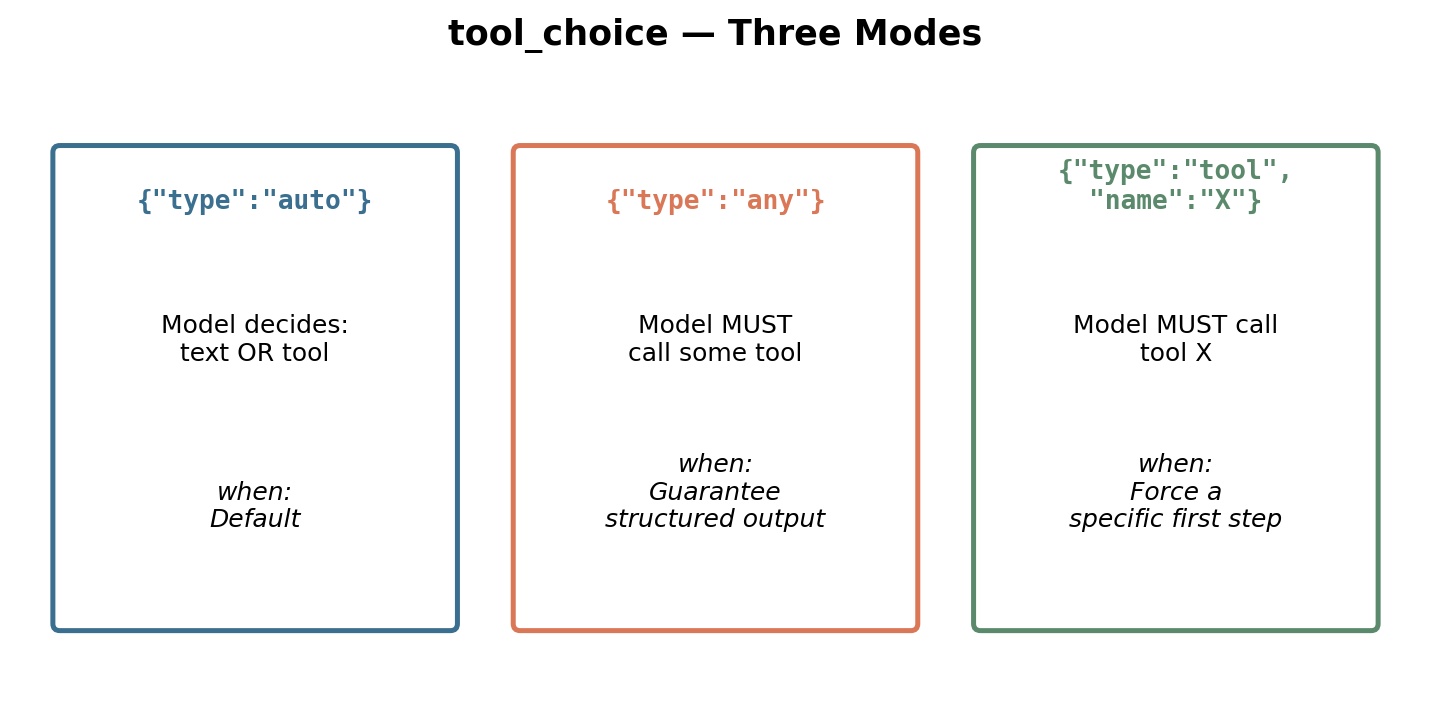 tool_choice — Three Modes
{"type":"auto"}
Model decides:
text OR tool
when:
Default
{"type":"any"}
Model MUST
call some tool
when:
Guarantee
structured output
{"type":"tool",
"name":"X"}
Model MUST call
tool X
when:
Force a
specific first step